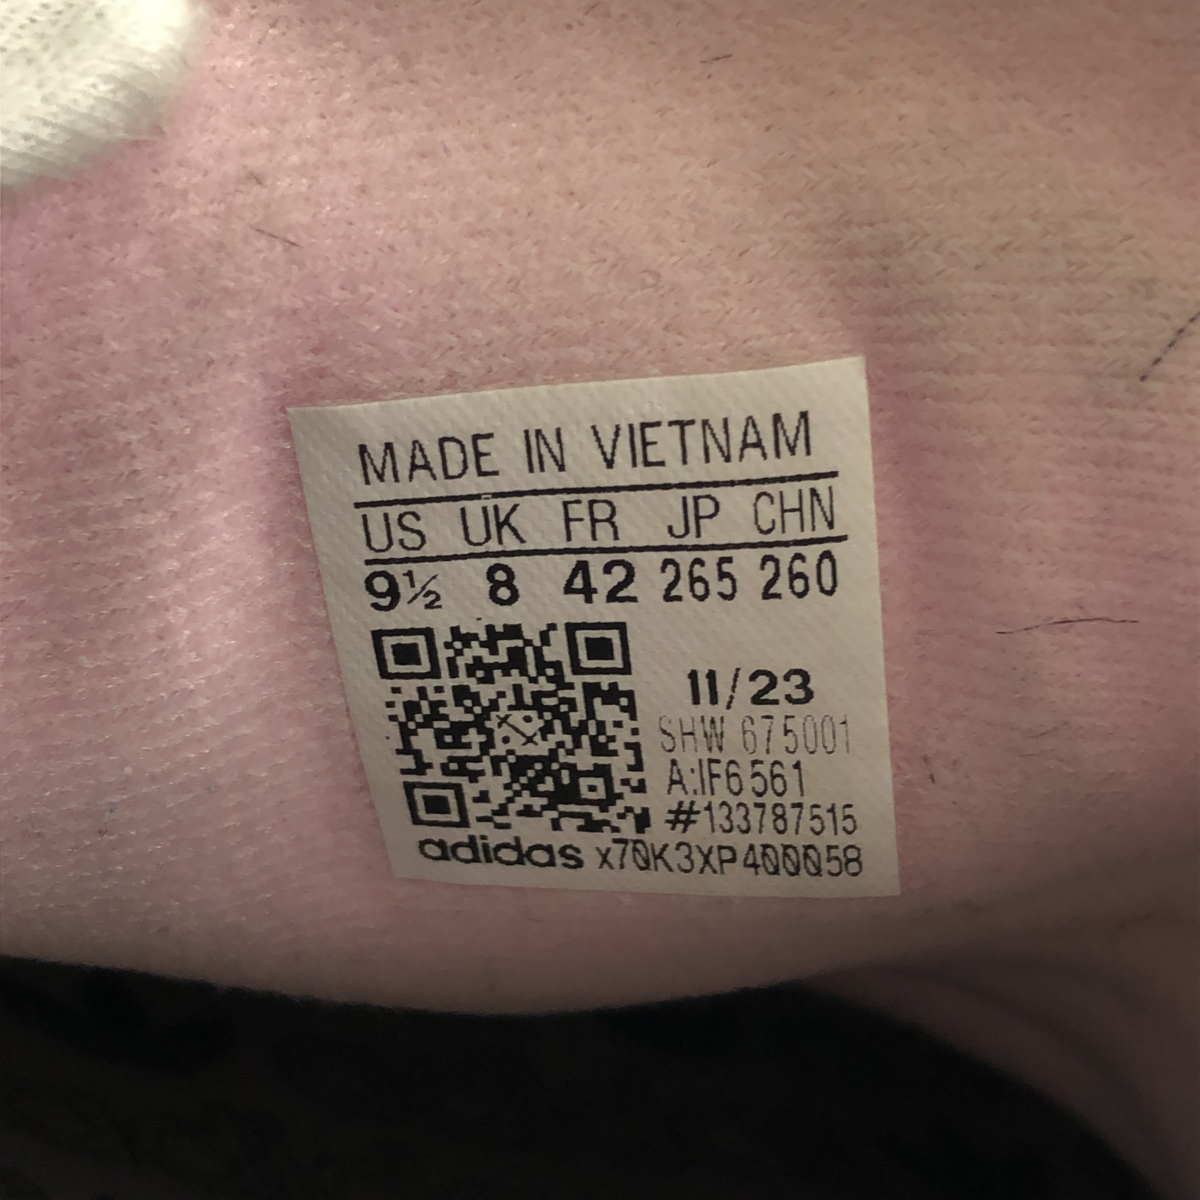 MADE IN VIETNAM
US UK FR JP CHN
9½ 8 42 265 260
11/23
SHW 675001
A:IF6561
#133787515
adidas x70K3XP400058